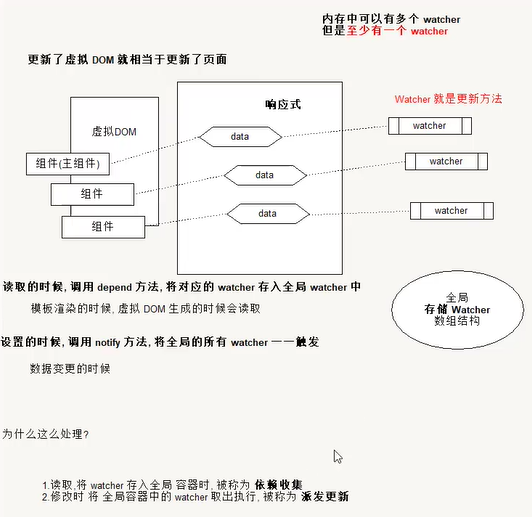 内存中可以有多个 watcher
但是至少有一个 watcher
更新了虚拟 DOM 就相当于更新了页面
响应式
Watcher 就是更新方法
虚拟DOM
data
watcher
组件(主组件)
data
watcher
组件
data
watcher
组件
读取的时候, 调用 depend 方法, 将对应的 watcher 存入全局 watcher 中
模板渲染的时候, 虚拟 DOM 生成的时候会读取
全局
存储 Watcher
数组结构
设置的时候, 调用 notify 方法, 将全局的所有 watcher 一一触发
数据变更的时候
为什么这么处理?
1.读取,将 watcher 存入全局 容器时, 被称为 依赖收集
2.修改时 将 全局容器中的 watcher 取出执行, 被称为 派发更新